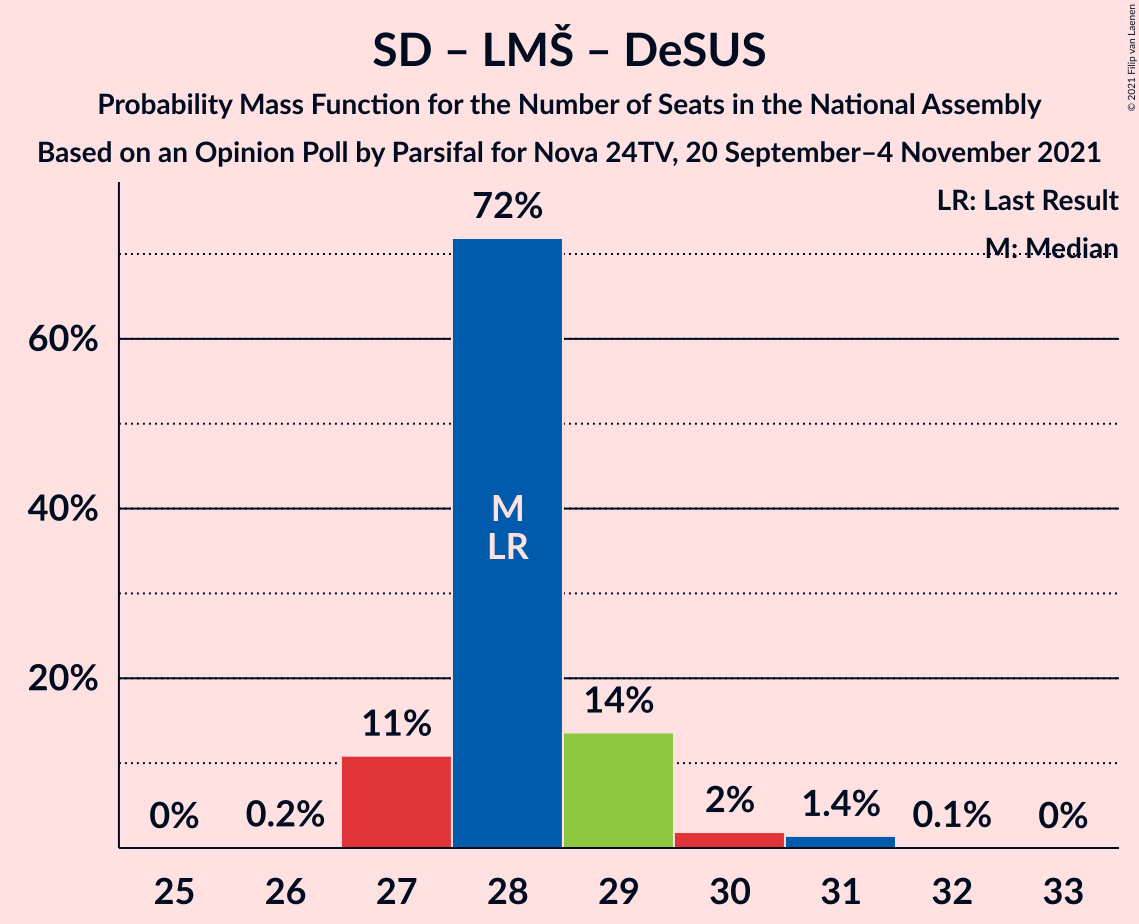 SD – LMŠ – DeSUS
Probability Mass Function for the Number of Seats in the National Assembly
Based on an Opinion Poll by Parsifal for Nova 24TV, 20 September–4 November 2021
© 2021 Filip van Laenen
LR: Last Result
M: Median
72%
60%
40%
20%
M
LR
0%
0.2%
11%
14%
2%
1.4%
0.1%
0%
25 26 27 28 29 30 31 32 33